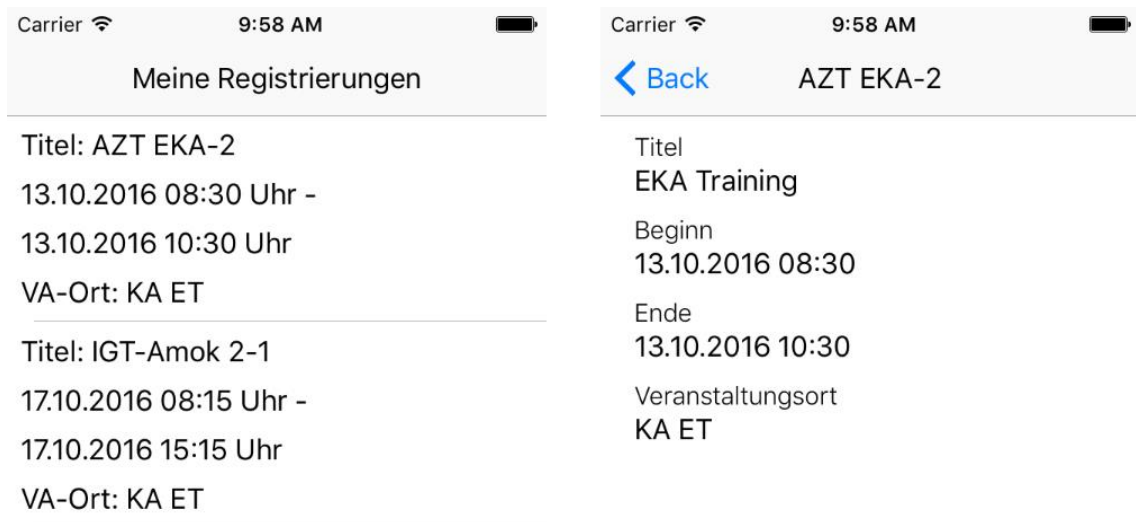 Carrier
9:58 AM
Meine Registrierungen
Titel: AZT EKA-2
13.10.2016 08:30 Uhr -
13.10.2016 10:30 Uhr
VA-Ort: KA ET
Titel: IGT-Amok 2-1
17.10.2016 08:15 Uhr -
17.10.2016 15:15 Uhr
VA-Ort: KA ET
Carrier
9:58 AM
Back
AZT EKA-2
Titel
EKA Training
Beginn
13.10.2016 08:30
Ende
13.10.2016 10:30
Veranstaltungsort
KA ET